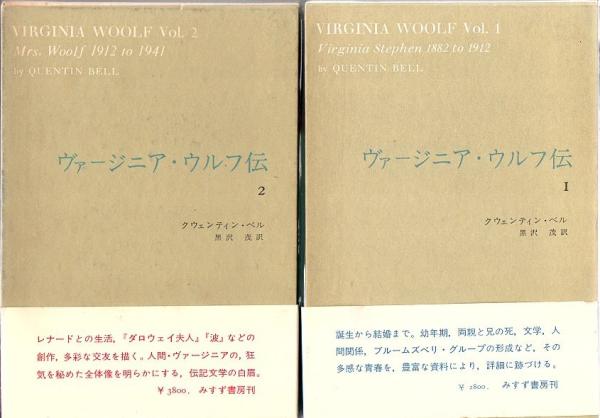 VIRGINIA WOOLF Vol. 2
Mrs. Woolf 1912 to 1941
by QUENTIN BELL
ヴァージニア・ウルフ伝
2
クウェンティン・ベル
黒沢 茂訳
レナードとの生活,『ダロウェイ夫人』『波』などの
創作, 多彩な交友を描く。人間・ヴァージニアの, 狂
気を秘めた全体像を明らかにする, 伝記文学の白眉。
¥ 3800. みすず書房刊
VIRGINIA WOOLF Vol. 1
Virginia Stephen 1882 to 1912
by QUENTIN BELL
ヴァージニア・ウルフ伝
1
クウェンティン・ベル
黒沢 茂訳
誕生から結婚まで。幼年期, 両親と兄の死, 文学, 人
間関係, ブルームズベリ・グループの形成など, その
多感な青春を, 豊富な資料により, 詳細に跡づける。
¥ 2800. みすず書房刊